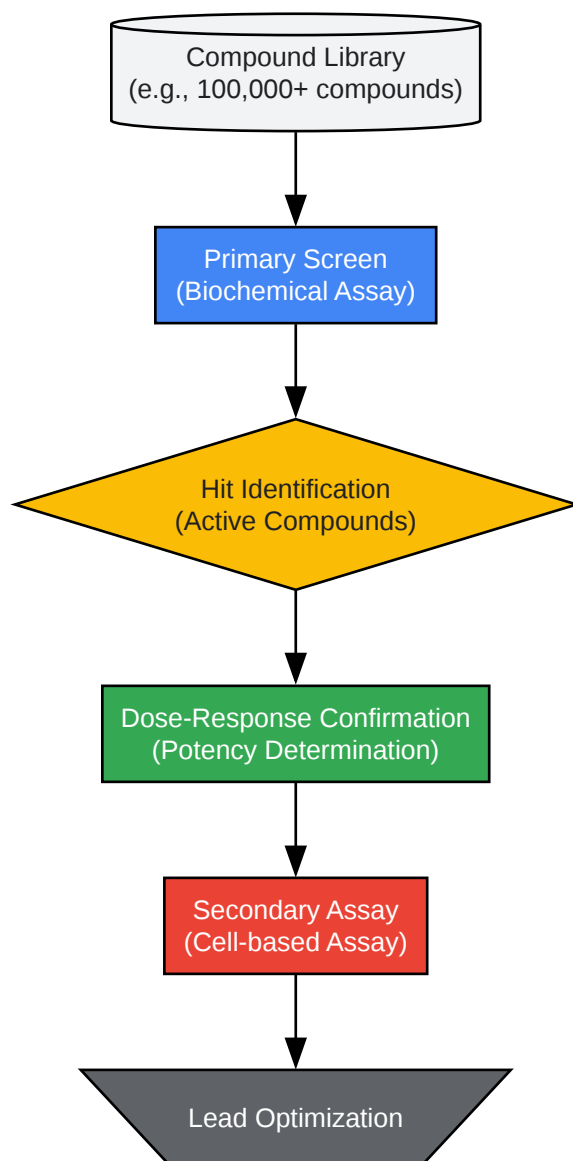 Compound Library
(e.g., 100,000+ compounds)
Primary Screen
(Biochemical Assay)
Hit Identification
(Active Compounds)
Dose-Response Confirmation
(Potency Determination)
Secondary Assay
(Cell-based Assay)
Lead Optimization